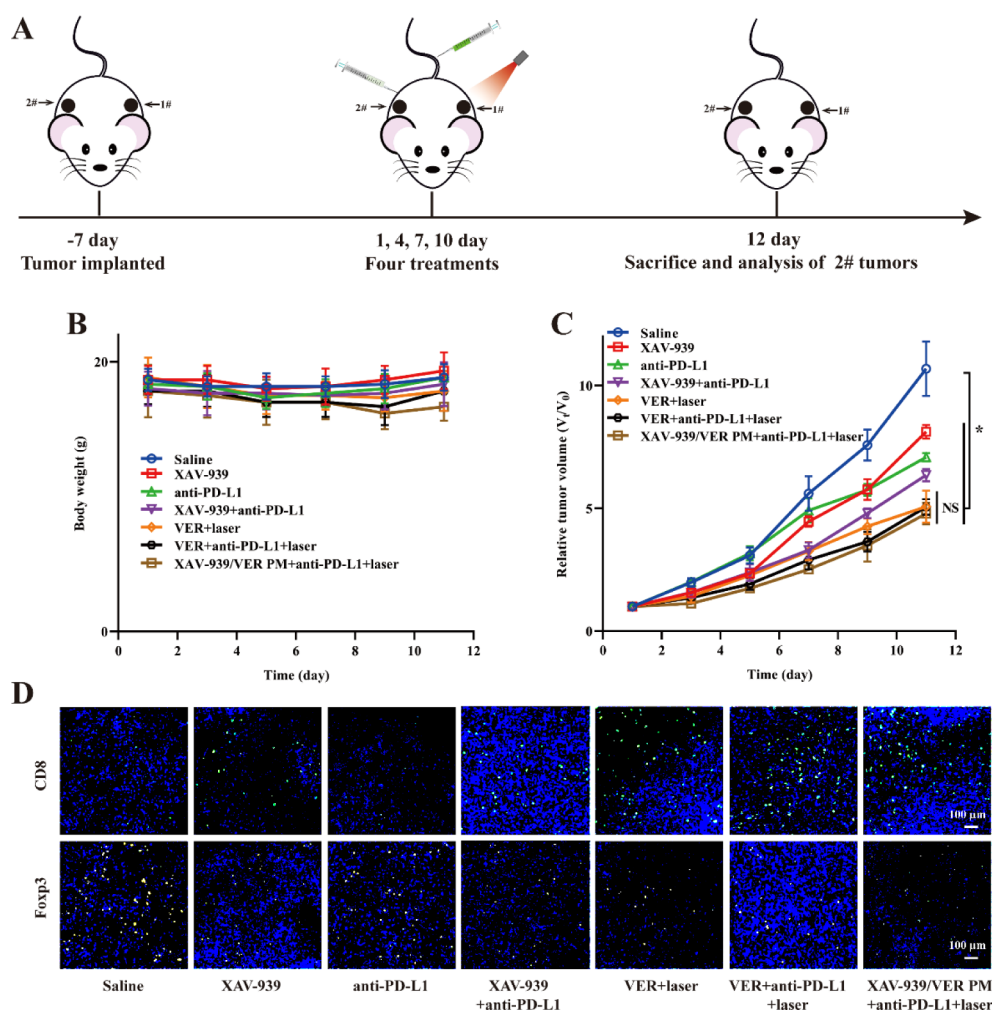 A
2#
1#
2#
1#
2#
1#
-7 day
Tumor implanted
1, 4, 7, 10 day
Four treatments
12 day
Sacrifice and analysis of 2# tumors
B
20
0
Body weight (g)
Saline
XAV-939
anti-PD-L1
XAV-939+anti-PD-L1
VER+laser
VER+anti-PD-L1+laser
XAV-939/VER PM+anti-PD-L1+laser
0 2 4 6 8 10 12
Time (day)
C
Saline
XAV-939
anti-PD-L1
XAV-939+anti-PD-L1
VER+laser
VER+anti-PD-L1+laser
XAV-939/VER PM+anti-PD-L1+laser
10
5
0
Relative tumor volume (Vt/V0)
NS
*
0 2 4 6 8 10 12
Time (day)
D
CD8
100 μm
Foxp3
100 μm
Saline
XAV-939
anti-PD-L1
XAV-939
+anti-PD-L1
VER+laser
VER+anti-PD-L1
+laser
XAV-939/VER PM
+anti-PD-L1+laser